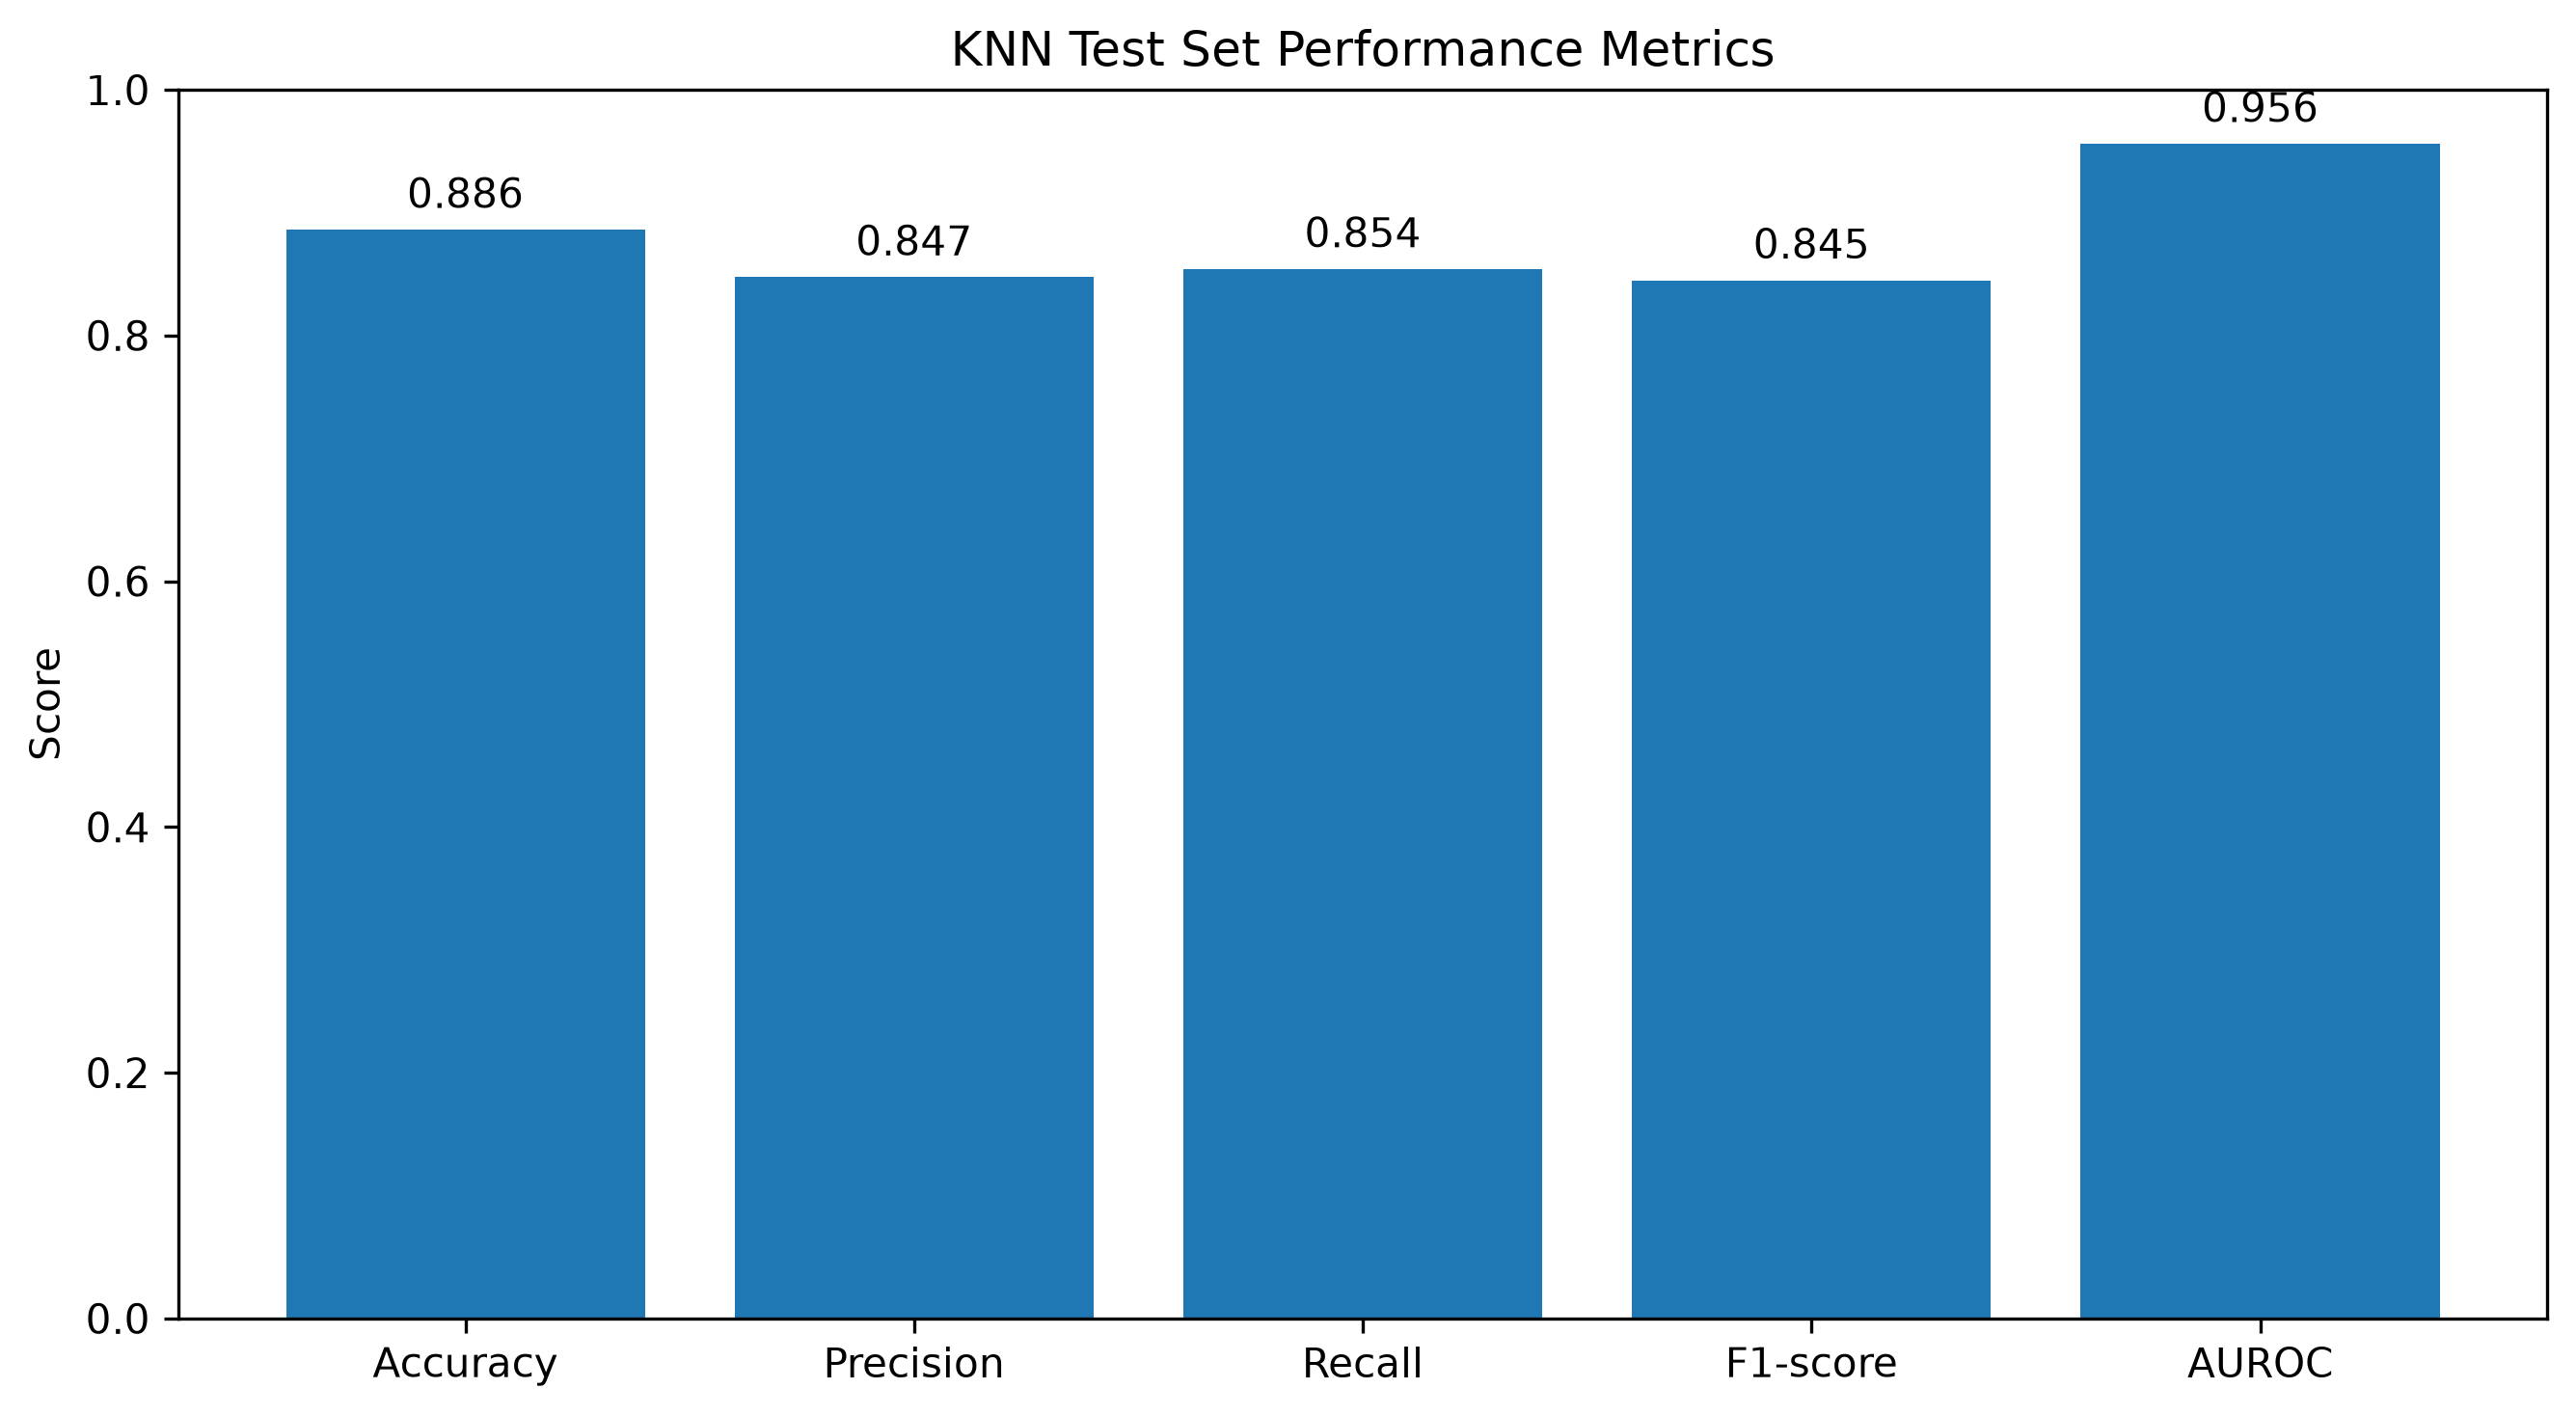 KNN Test Set Performance Metrics
1.0
0.8
0.6
0.4
0.2
0.0
Score
0.886
0.847
0.854
0.845
0.956
Accuracy
Precision
Recall
F1-score
AUROC